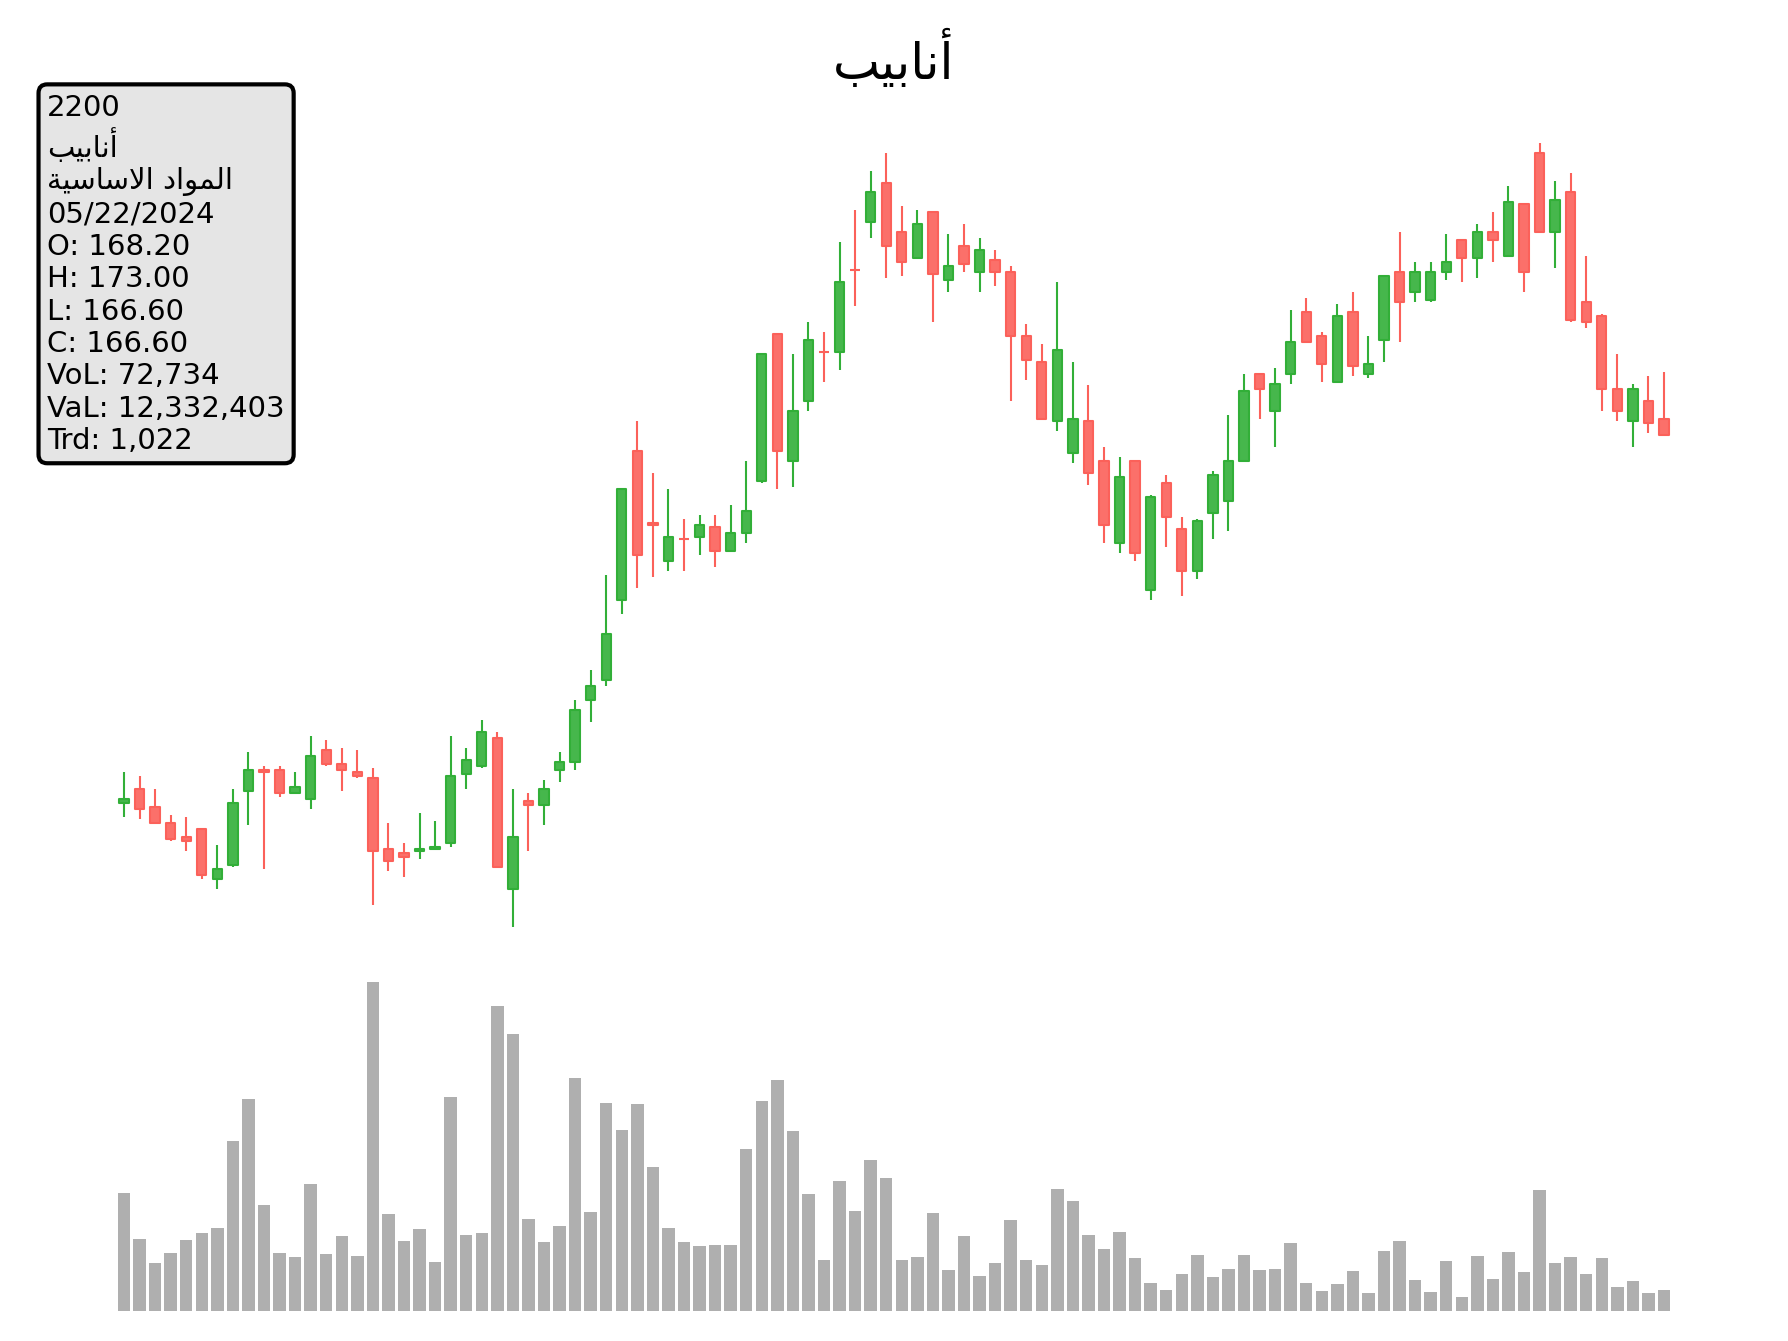 أنابيب
2200
أنابيب
المواد الاساسية
05/22/2024
O: 168.20
H: 173.00
L: 166.60
C: 166.60
VoL: 72,734
VaL: 12,332,403
Trd: 1,022